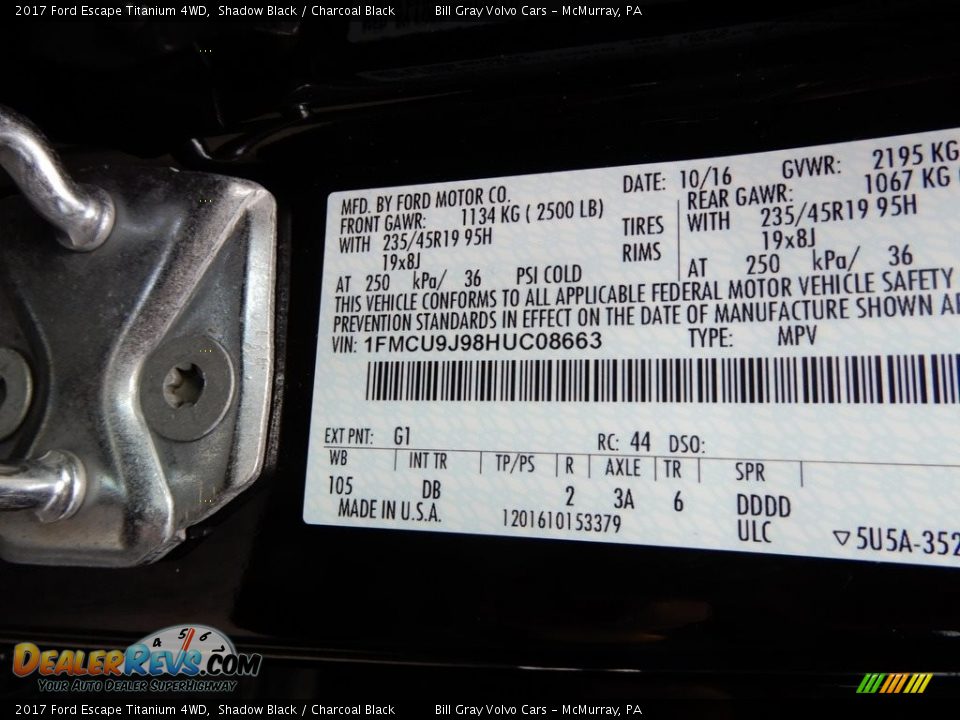 2017 Ford Escape Titanium 4WD, Shadow Black / Charcoal Black Bill Gray Volvo Cars - McMurray, PA
MFD. BY FORD MOTOR CO. DATE: 10/16 GVWR: 2195 KG
FRONT GAWR: 1134 KG ( 2500 LB) REAR GAWR: 1067 KG (
WITH 235/45R19 95H TIRES WITH 235/45R19 95H
19x8J RIMS 19x8J
AT 250 kPa/ 36 PSI COLD AT 250 kPa/ 36
THIS VEHICLE CONFORMS TO ALL APPLICABLE FEDERAL MOTOR VEHICLE SAFETY
PREVENTION STANDARDS IN EFFECT ON THE DATE OF MANUFACTURE SHOWN
VIN: 1FMCU9J98HUC08663 TYPE: MPV
EXT PNT: G1 RC: 44 DSO:
WB INT TR TP/PS R AXLE TR SPR
105 DB 2 3A 6 DDDD
MADE IN U.S.A. 1201610153379 ULC ▽5U5A-352
4 5 6
DEALERREVS.COM
YOUR AUTO DEALER SUPERHIGHWAY
2017 Ford Escape Titanium 4WD, Shadow Black / Charcoal Black Bill Gray Volvo Cars - McMurray, PA